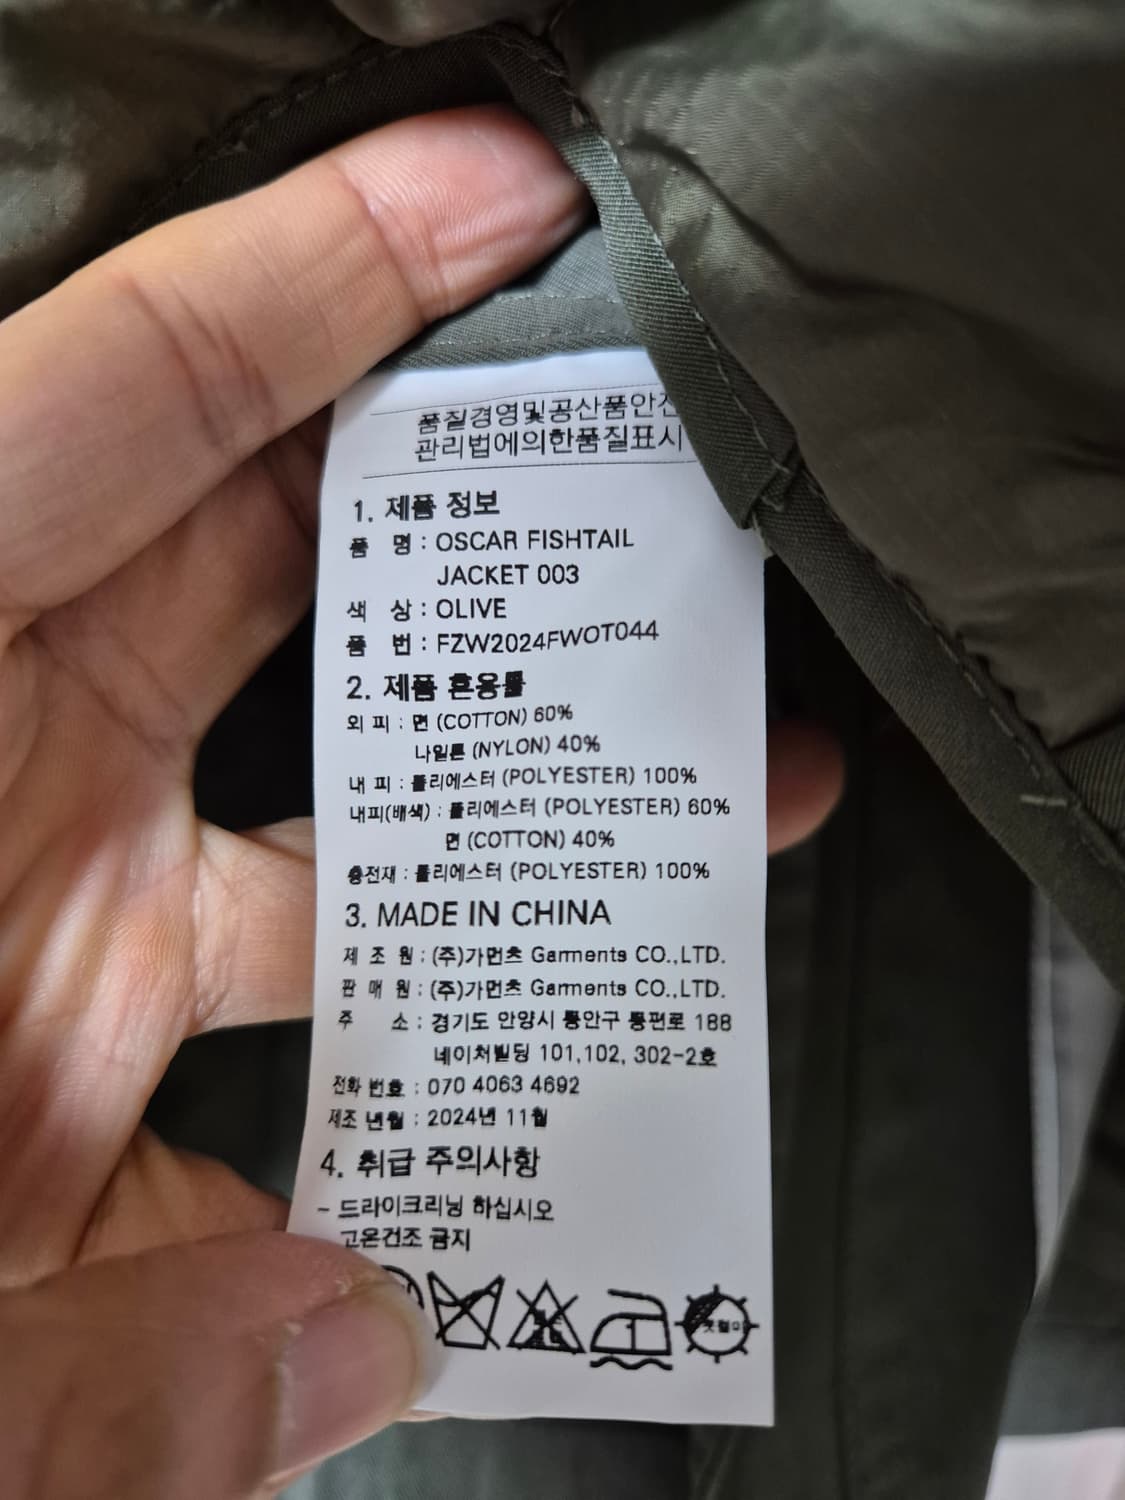 품질경영및공산품안전
관리법에의한품질표시
1. 제품 정보
품 명 : OSCAR FISHTAIL
JACKET 003
색 상 : OLIVE
품 번 : FZW2024FWOT044
2. 제품 혼용률
외 피 : 면 (COTTON) 60%
나일론 (NYLON) 40%
내 피 : 폴리에스터 (POLYESTER) 100%
내피(배색) : 폴리에스터 (POLYESTER) 60%
면 (COTTON) 40%
충전재 : 폴리에스터 (POLYESTER) 100%
3. MADE IN CHINA
제 조 원 : (주)가먼츠 Garments CO.,LTD.
판 매 원 : (주)가먼츠 Garments CO.,LTD.
주 소 : 경기도 안양시 동안구 동편로 188
네이처빌딩 101,102, 302-2호
전화 번호 : 070 4063 4692
제조 년월 : 2024년 11월
4. 취급 주의사항
- 드라이크리닝 하십시오
고온건조 금지